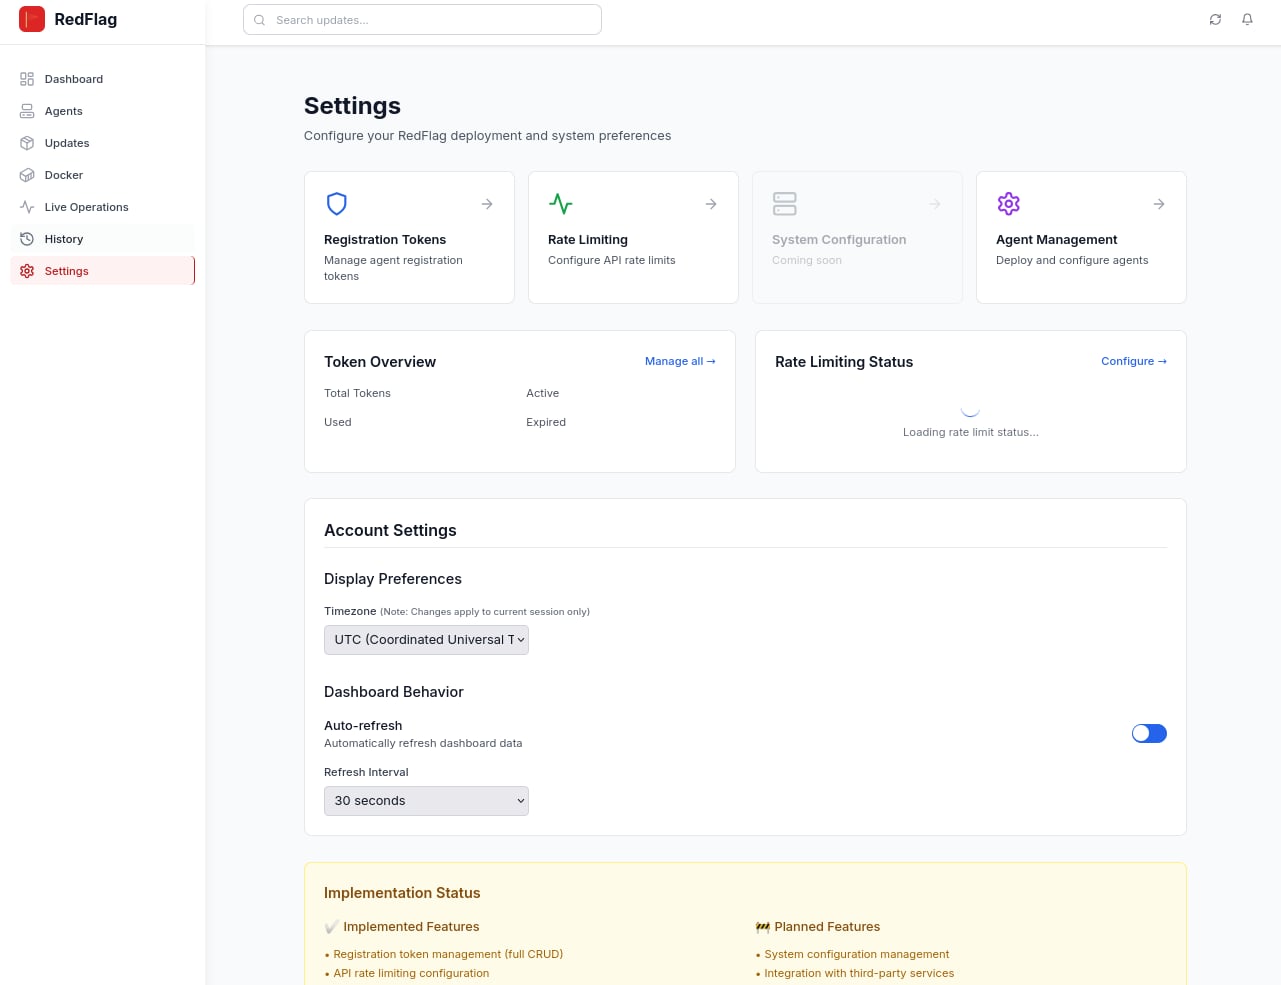 RedFlag
Search updates...
Dashboard
Agents
Updates
Docker
Live Operations
History
Settings
Settings
Configure your RedFlag deployment and system preferences
Registration Tokens
Manage agent registration
tokens
Rate Limiting
Configure API rate limits
System Configuration
Coming soon
Agent Management
Deploy and configure agents
Token Overview
Manage all →
Total Tokens
Active
Used
Expired
Rate Limiting Status
Configure →
Loading rate limit status...
Account Settings
Display Preferences
Timezone (Note: Changes apply to current session only)
UTC (Coordinated Universal T
Dashboard Behavior
Auto-refresh
Automatically refresh dashboard data
Refresh Interval
30 seconds
Implementation Status
✓ Implemented Features
• Registration token management (full CRUD)
• API rate limiting configuration
🚧 Planned Features
• System configuration management
• Integration with third-party services